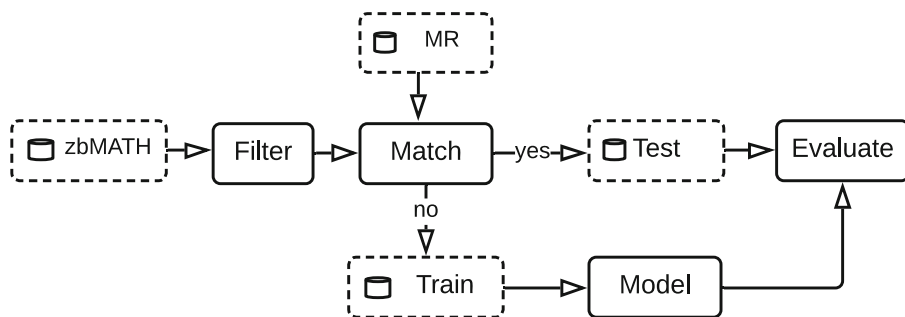 MR
zbMATH
Filter
Match
yes
Test
Evaluate
no
Train
Model